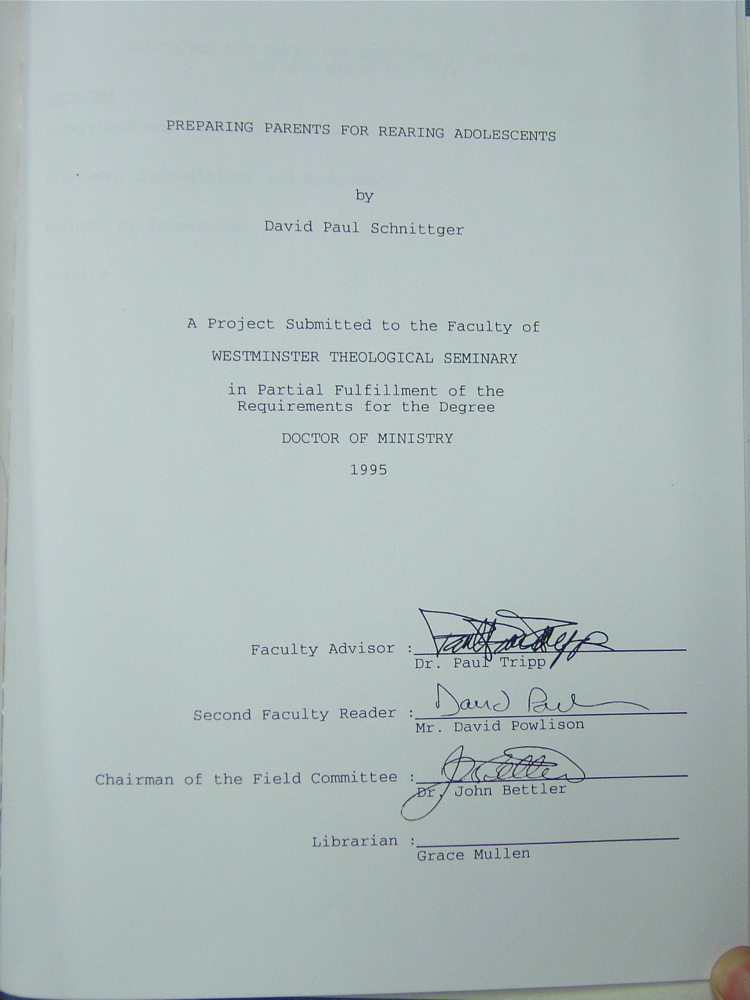 PREPARING PARENTS FOR REARING ADOLESCENTS
by
David Paul Schnittger
A Project Submitted to the Faculty of
WESTMINSTER THEOLOGICAL SEMINARY
in Partial Fulfillment of the
Requirements for the Degree
DOCTOR OF MINISTRY
1995
Faculty Advisor :
Dr. Paul Tripp
Second Faculty Reader : David
Mr. David Powlison
Chairman of the Field Committee :
Dr. John Bettler
Librarian :
Grace Mullen